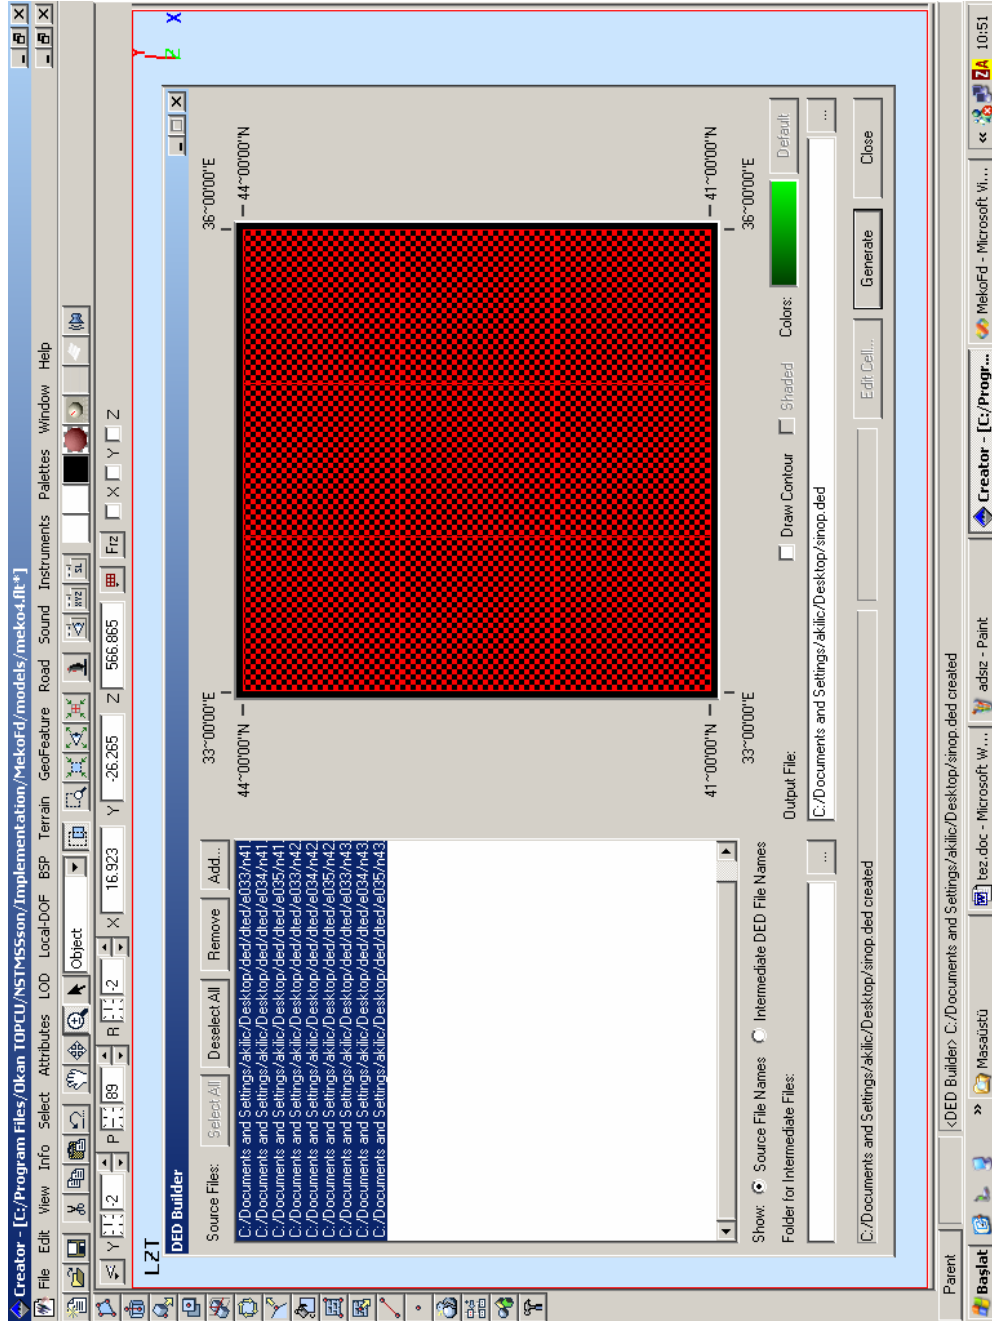 Creator - [C:/Program Files/Okan TOPCU/NSTMSSson/Implementation/MekoFd/models/meko4.flt*]
File Edit View Info Select Attributes LOD Local-DOF BSP Terrain GeoFeature Road Sound Instruments Palettes Window Help
Object
XYZ SL
Y -2 P 89 R -2 X 16.923 Y -26.265 Z 566.865 Frz X Y Z
LZT
Y
Z X
DED Builder
Source Files: Select All Deselect All Remove Add...
C:/Documents and Settings/akilic/Desktop/ded/dted/e033/n41.
C:/Documents and Settings/akilic/Desktop/ded/dted/e034/n41.
C:/Documents and Settings/akilic/Desktop/ded/dted/e035/n41.
C:/Documents and Settings/akilic/Desktop/ded/dted/e033/n42.
C:/Documents and Settings/akilic/Desktop/ded/dted/e034/n42.
C:/Documents and Settings/akilic/Desktop/ded/dted/e035/n42.
C:/Documents and Settings/akilic/Desktop/ded/dted/e033/n43.
C:/Documents and Settings/akilic/Desktop/ded/dted/e034/n43.
C:/Documents and Settings/akilic/Desktop/ded/dted/e035/n43.
33~00'00"E 36~00'00"E
44~00'00"N 44~00'00"N
41~00'00"N 41~00'00"N
33~00'00"E 36~00'00"E
Show: Source File Names Intermediate DED File Names
Draw Contour Shaded Colors: Default
Folder for Intermediate Files: Output File:
... C:/Documents and Settings/akilic/Desktop/sinop.ded ...
C:/Documents and Settings/akilic/Desktop/sinop.ded created Edit Cell... Generate Close
Parent <DED Builder> C:/Documents and Settings/akilic/Desktop/sinop.ded created
Başlat » Masaüstü tez.doc - Microsoft W... adsız - Paint Creator - [C:/Progr... MekoFd - Microsoft Vi... « ZA 10:51